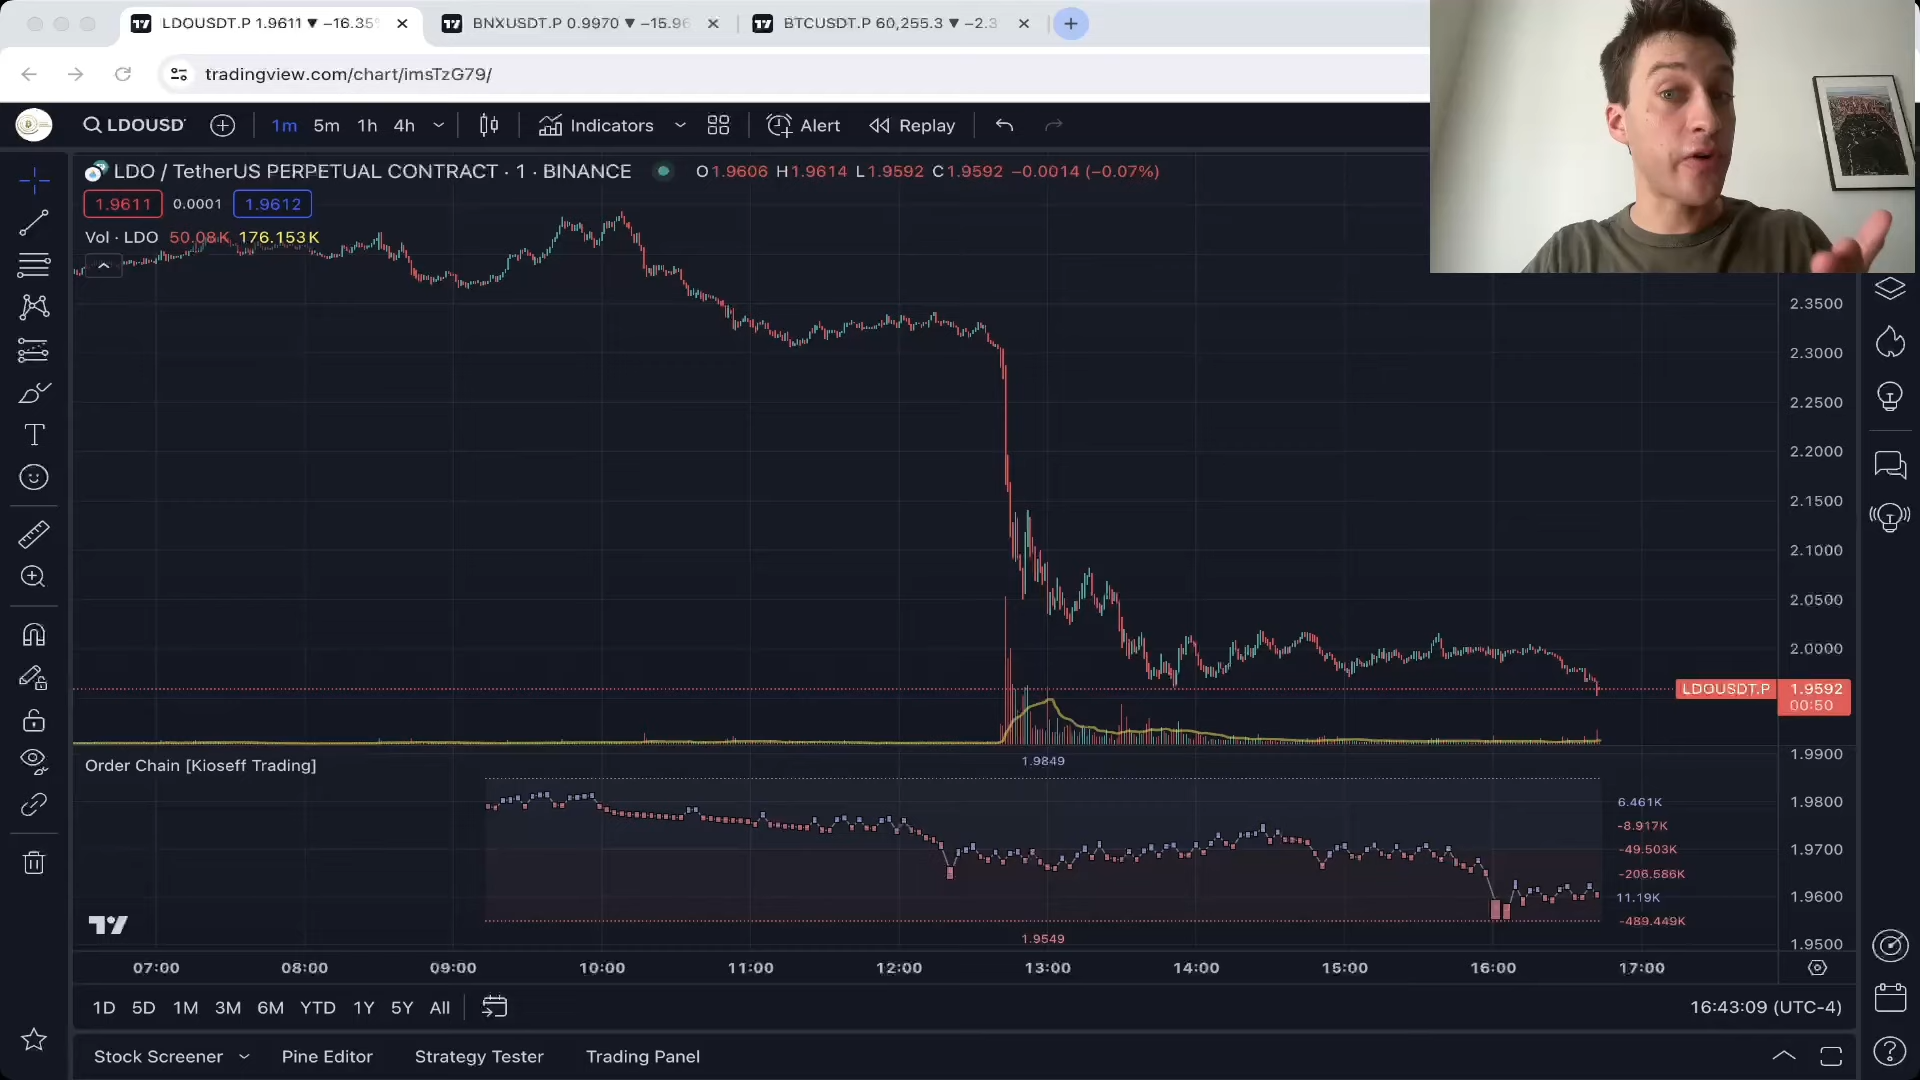 LDOUSDT.P 1.9611 ▼ −16.35%
BNXUSDT.P 0.9970 ▼ −15.96
BTCUSDT.P 60,255.3 ▼ −2.3
tradingview.com/chart/imsTzG79/
LDOUSD
1m 5m 1h 4h
Indicators
Alert
Replay
LDO / TetherUS PERPETUAL CONTRACT · 1 · BINANCE
O1.9606 H1.9614 L1.9592 C1.9592 −0.0014 (−0.07%)
1.9611 0.0001 1.9612
Vol · LDO 50.08K 176.153K
2.3500
2.3000
2.2500
2.2000
2.1500
2.1000
2.0500
2.0000
LDOUSDT.P 1.9592
00:50
1.9900
1.9800
1.9700
1.9600
1.9500
Order Chain [Kioseff Trading]
1.9849
6.461K
-8.917K
-49.503K
-206.586K
11.19K
-489.449K
1.9549
07:00 08:00 09:00 10:00 11:00 12:00 13:00 14:00 15:00 16:00 17:00
1D 5D 1M 3M 6M YTD 1Y 5Y All
16:43:09 (UTC-4)
Stock Screener
Pine Editor
Strategy Tester
Trading Panel